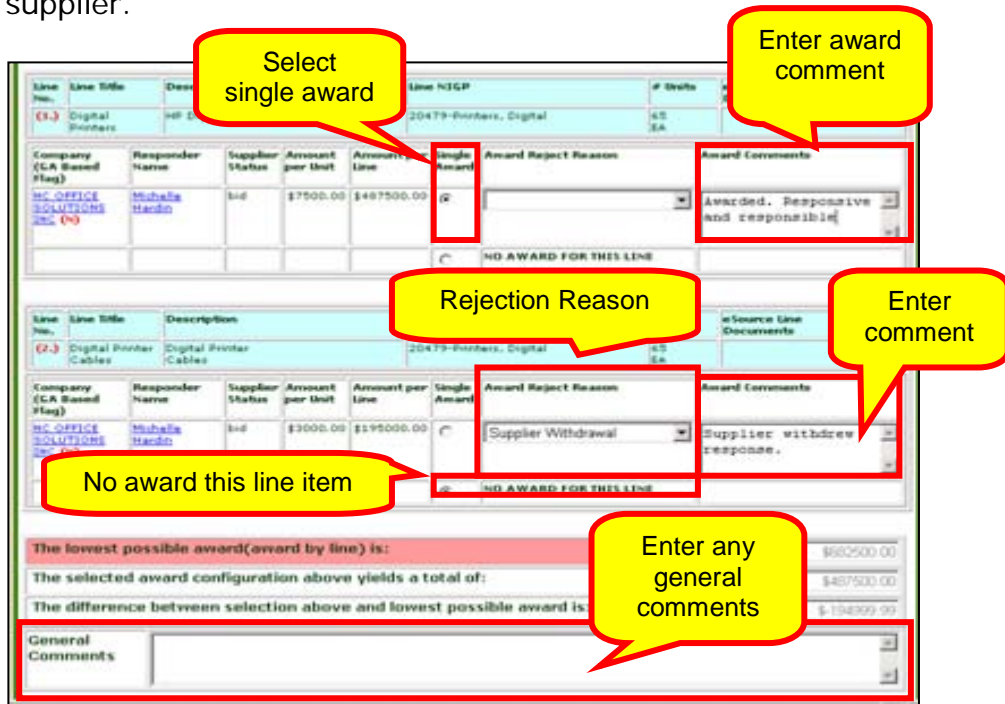 supplier.
Select single award
Enter award comment
Line No. Line Title Line NIGP # Units
(1.) Digital Printers HP 20479-Printers, Digital 65 EA
Company (GA Based Flag) Responder Name Supplier Status Amount per Unit Amount per Line Single Award Award Reject Reason Award Comments
MC OFFICE SOLUTIONS INC (N) Michelle Hardin bid $7500.00 $487500.00 Awarded. Responsive and responsible
NO AWARD FOR THIS LINE
Rejection Reason
Enter comment
Line No. Line Title Description eSource Line Documents
(2.) Digital Printer Cables Digital Printer Cables 20479-Printers, Digital 65 EA
Company (GA Based Flag) Responder Name Supplier Status Amount per Unit Amount per Line Single Award Award Reject Reason Award Comments
MC OFFICE SOLUTIONS Michelle Hardin bid $3000.00 $195000.00 Supplier Withdrawal Supplier withdrew response.
No award this line item
NO AWARD FOR THIS LINE
The lowest possible award(award by line) is: $682500.00
The selected award configuration above yields a total of: $487500.00
The difference between selection above and lowest possible award is: $-194999.99
Enter any general comments
General Comments